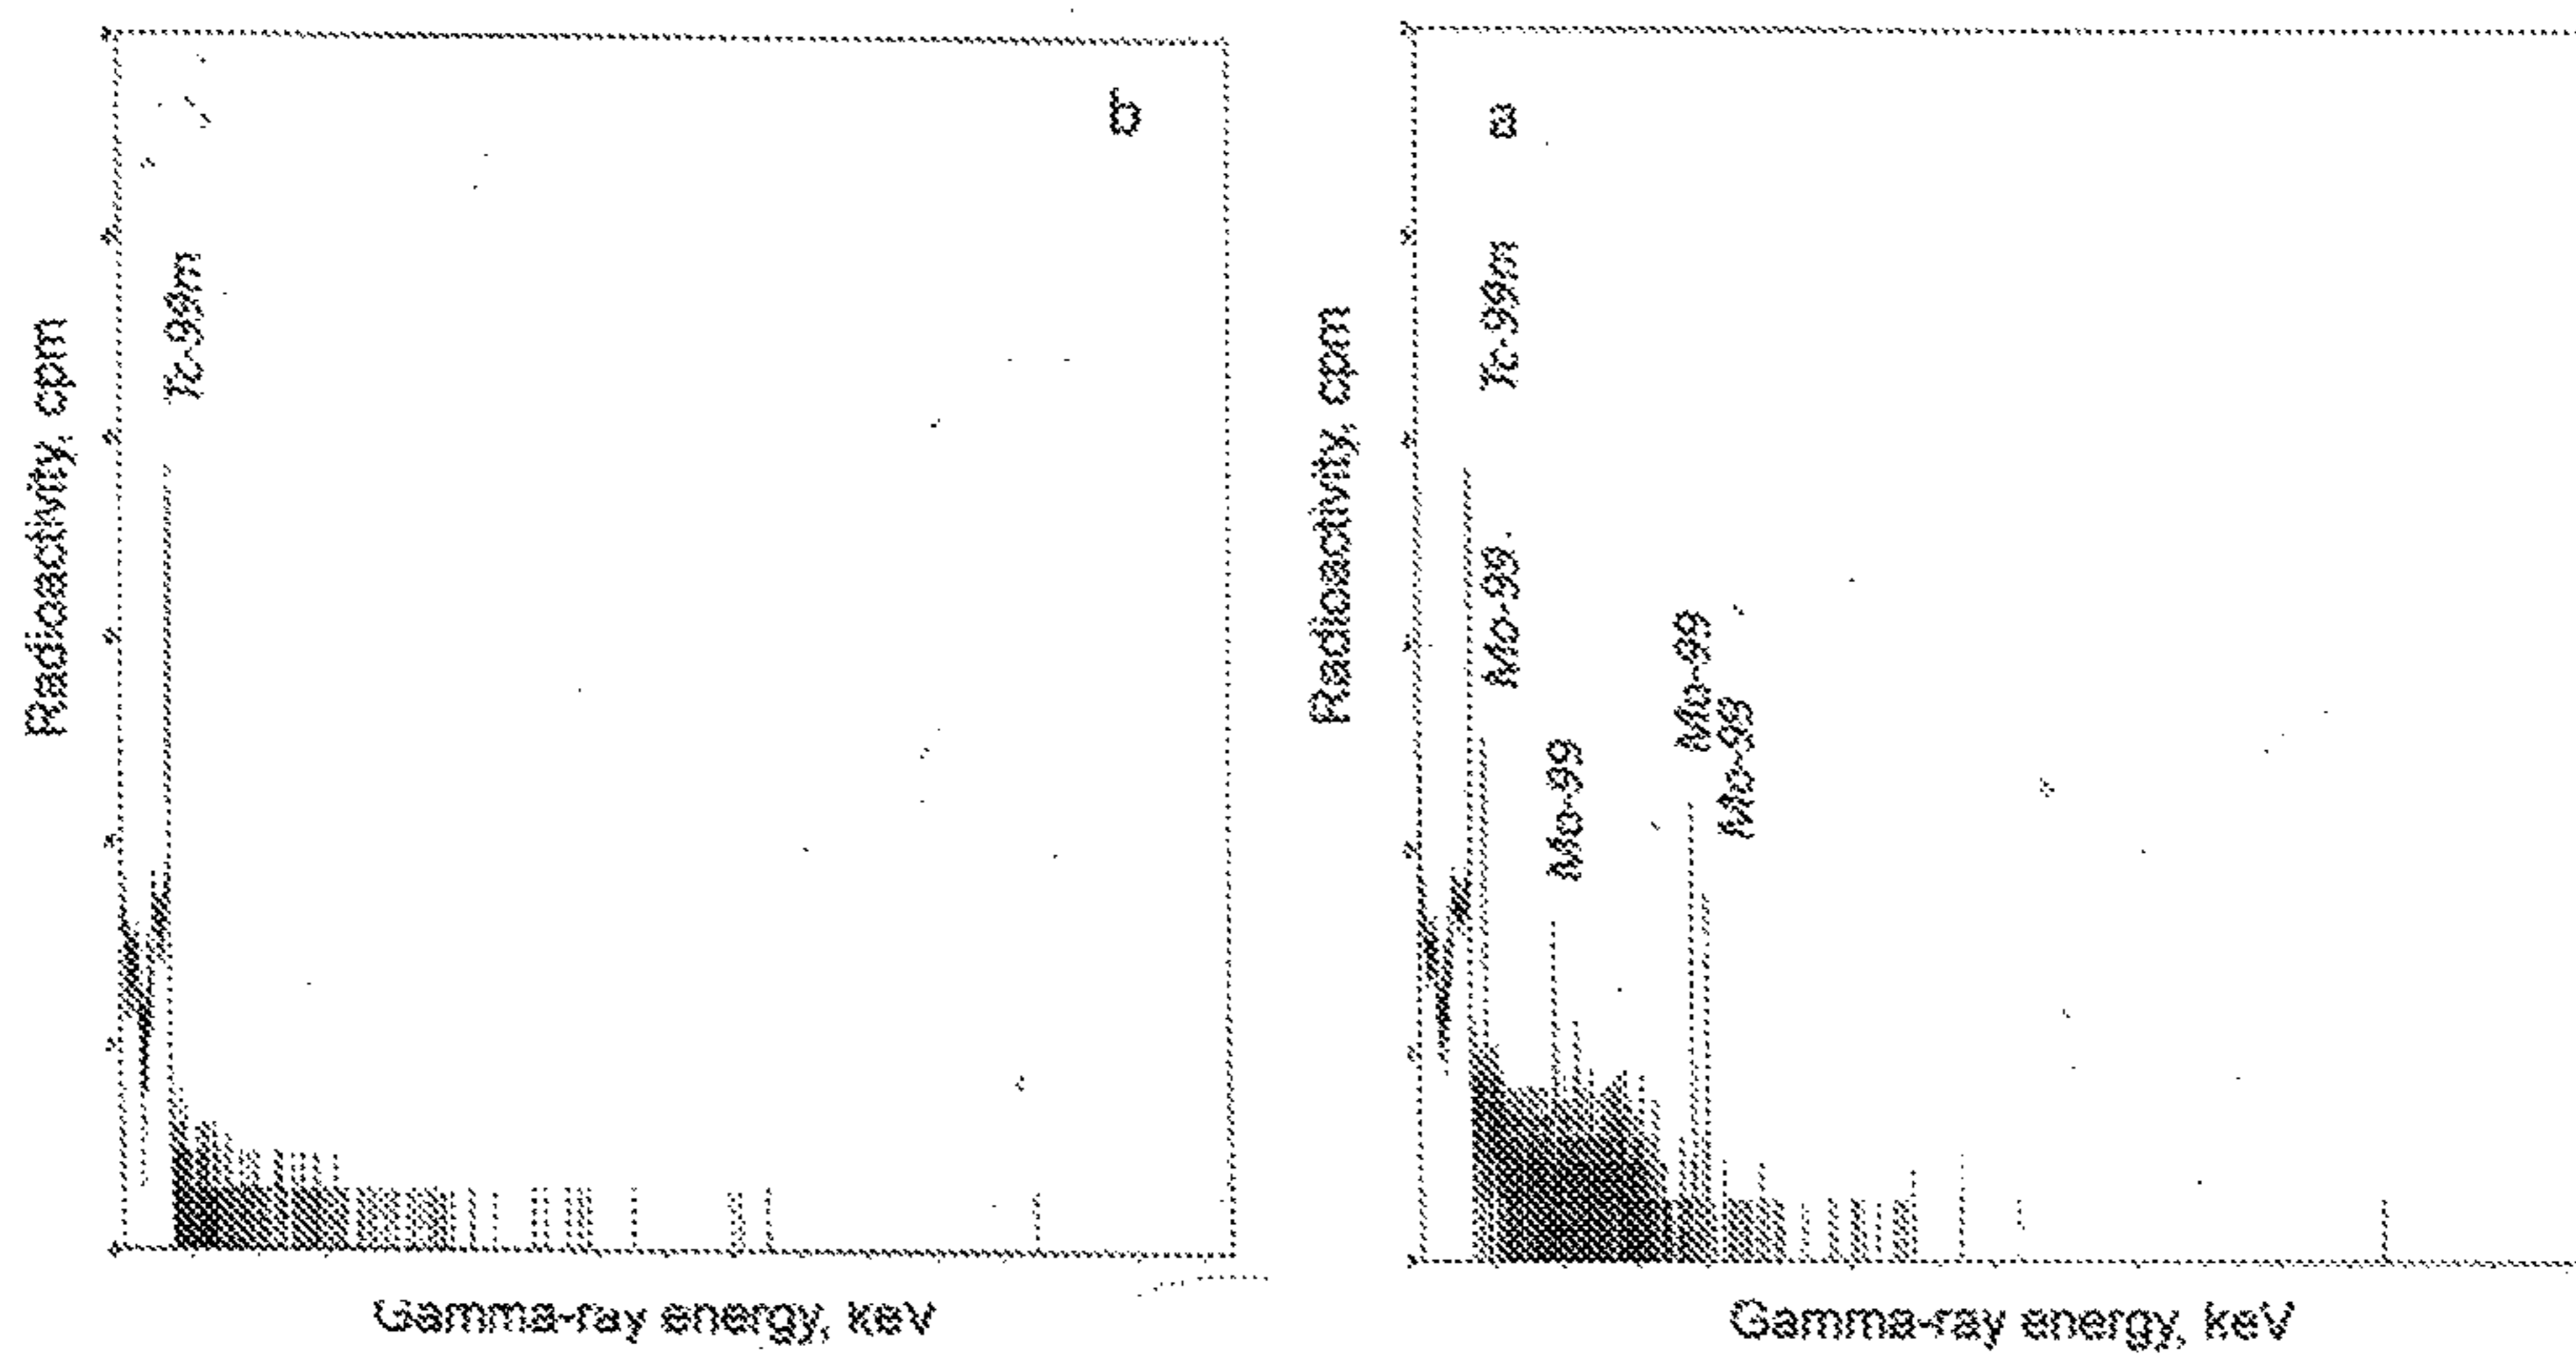 b
Tc-99m
Radioactivity, cpm
Gamma-ray energy, keV
a
Tc-99m
Mo-99
Mo-99
Mo-99
Mo-99
Radioactivity, cpm
Gamma-ray energy, keV